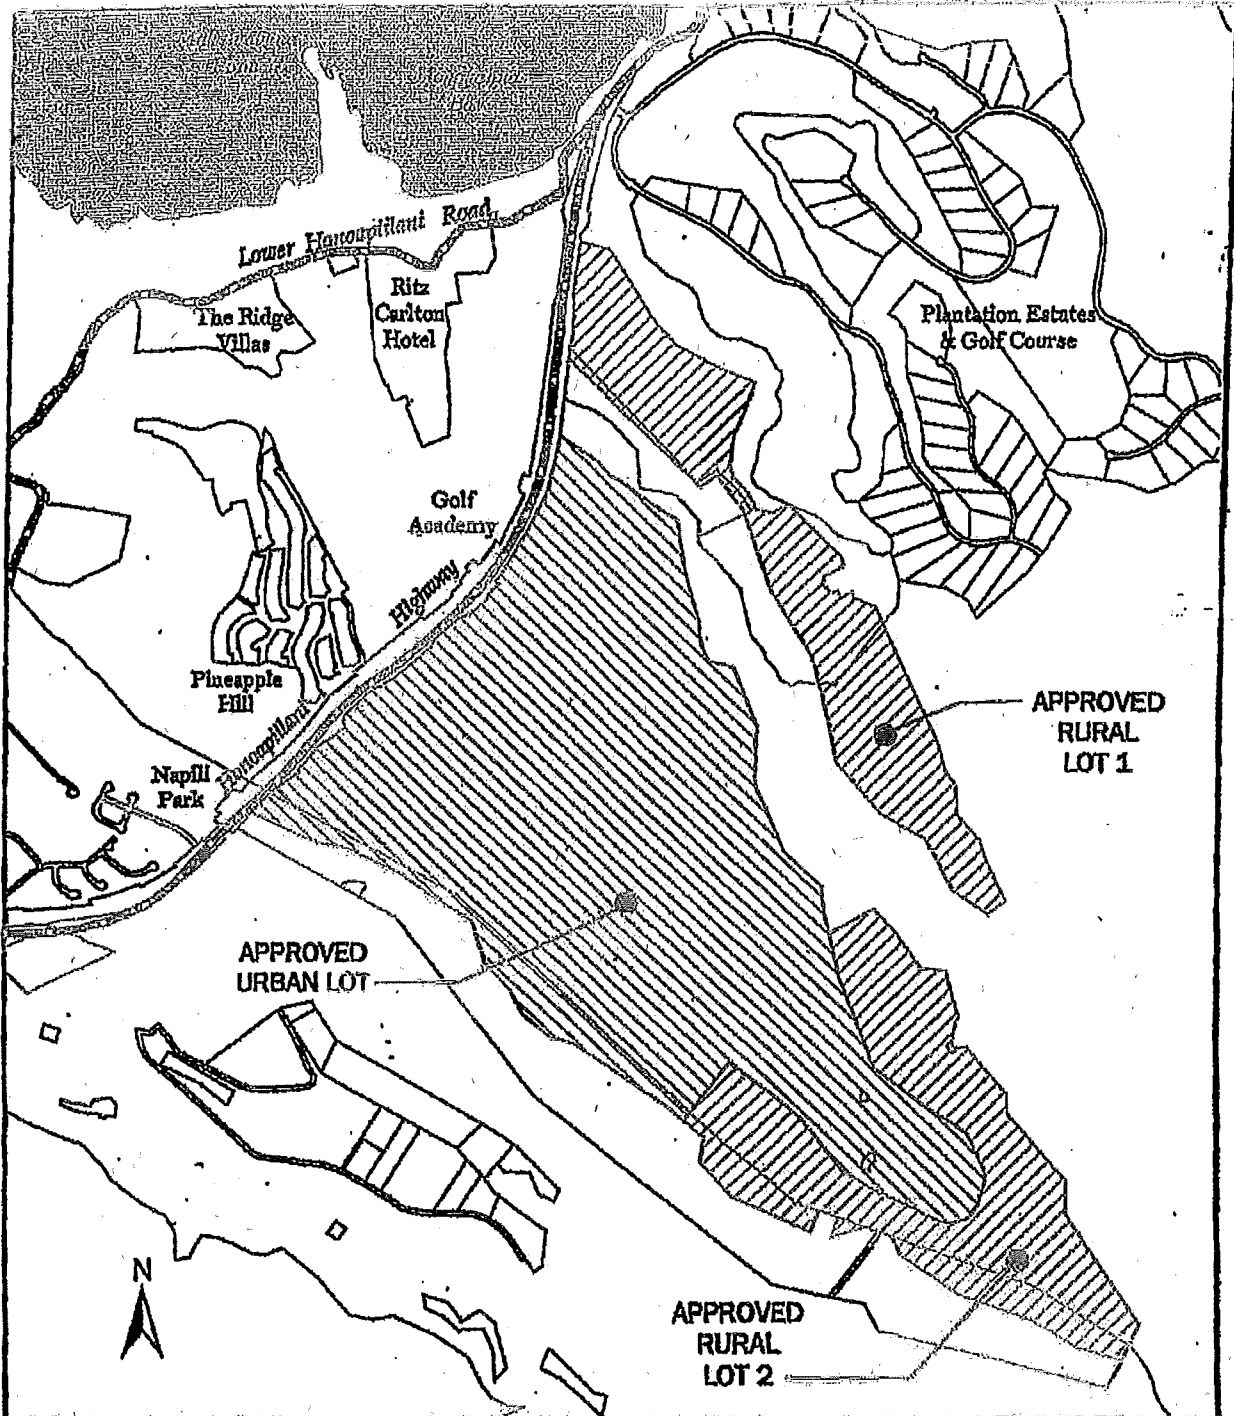 Lower Honoapiilani Road
The Ridge
Villas
Ritz
Carlton
Hotel
Plantation Estates
& Golf Course
Golf
Academy
Highway
Pineapple
Hill
Honoapiilani
Napili
Park
APPROVED
RURAL
LOT 1
APPROVED
URBAN LOT
N
APPROVED
RURAL
LOT 2